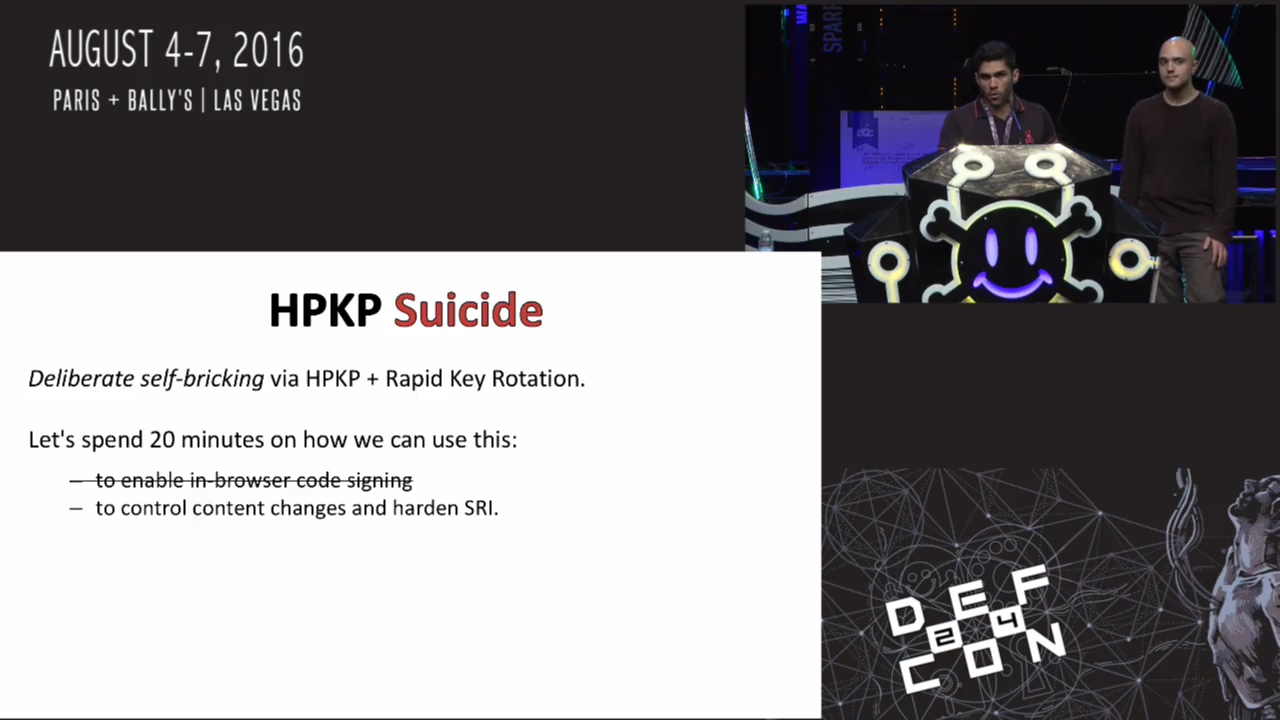 AUGUST 4-7, 2016
PARIS + BALLY'S | LAS VEGAS
SPARK
HPKP Suicide
Deliberate self-bricking via HPKP + Rapid Key Rotation.
Let's spend 20 minutes on how we can use this:
– to enable in-browser code signing
– to control content changes and harden SRI.
DEF
24
CON